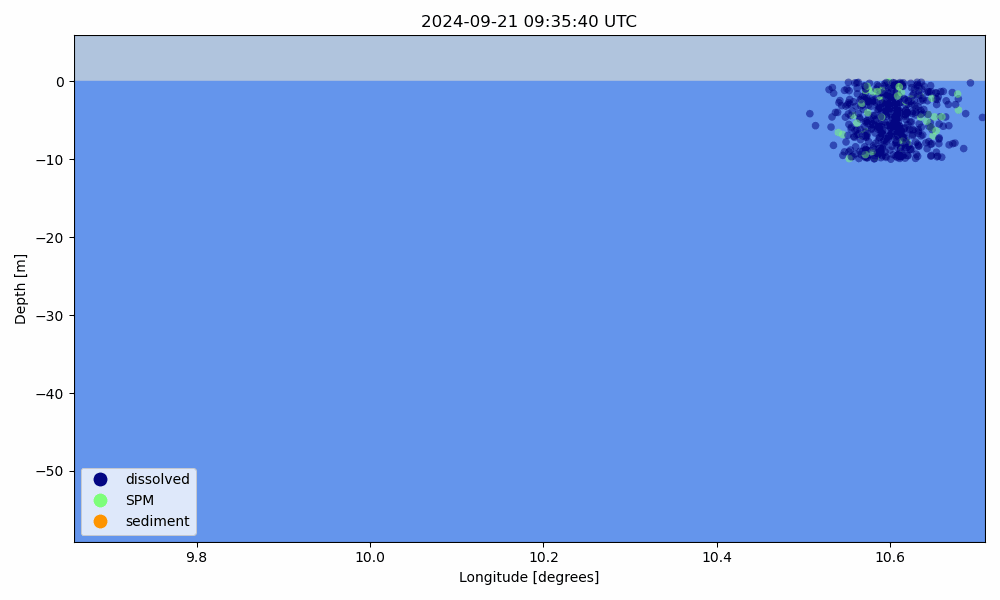 2024-09-21 09:35:40 UTC
0
−10
−20
−30
−40
−50
Depth [m]
dissolved
SPM
sediment
9.8 10.0 10.2 10.4 10.6
Longitude [degrees]